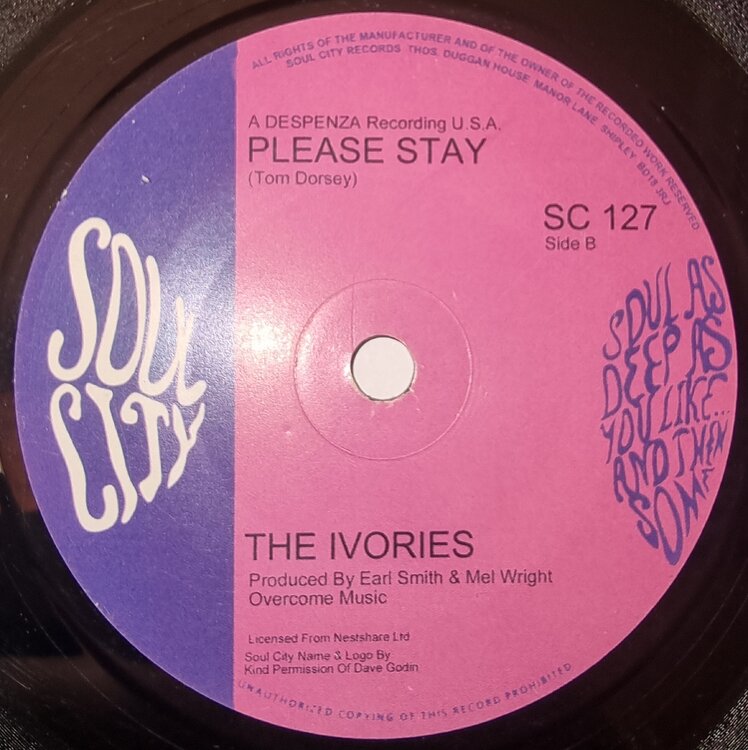 ALL RIGHTS OF THE MANUFACTURER AND OF THE OWNER OF THE RECORDED WORK RESERVED
SOUL CITY RECORDS THOS. DUGGAN HOUSE MANOR LANE SHIPLEY BD18 3RJ
A DESPENZA Recording U.S.A.
PLEASE STAY
(Tom Dorsey)
SC 127
Side B
SOUL
CITY
SOUL AS
DEEP AS
YOU LIKE...
AND THEN
SOME
THE IVORIES
Produced By Earl Smith & Mel Wright
Overcome Music
Licensed From Nestshare Ltd
Soul City Name & Logo By
Kind Permission Of Dave Godin
UNAUTHORISED COPYING OF THIS RECORD PROHIBITED